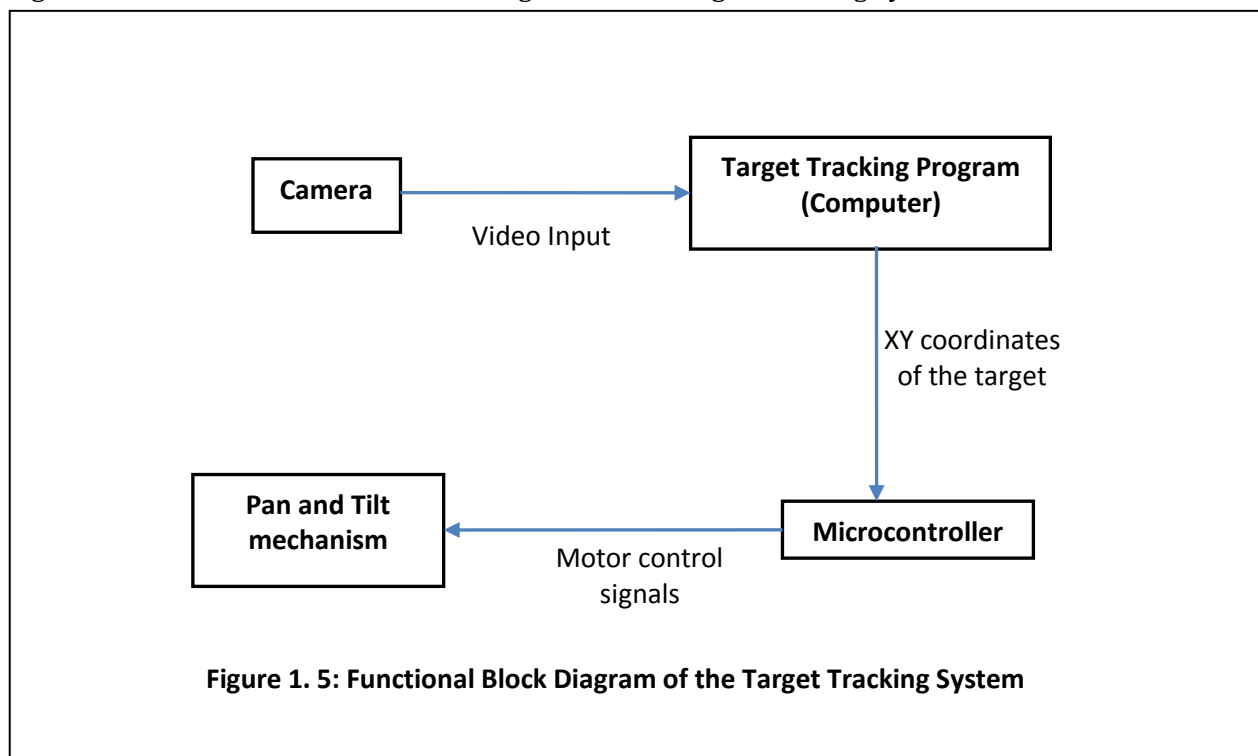 Camera
Target Tracking Program
(Computer)
Video Input
XY coordinates
of the target
Pan and Tilt
mechanism
Microcontroller
Motor control
signals
Figure 1. 5: Functional Block Diagram of the Target Tracking System